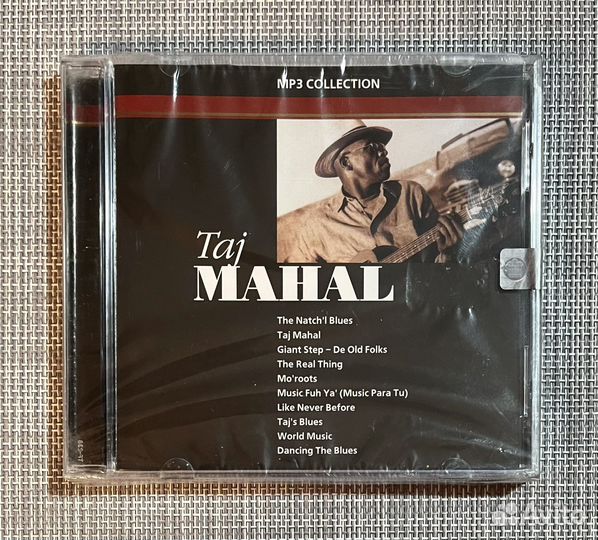 MP3 COLLECTION
Taj
MAHAL
The Natch'l Blues
Taj Mahal
Giant Step – De Old Folks
The Real Thing
Mo'roots
Music Fuh Ya' (Music Para Tu)
Like Never Before
Taj's Blues
World Music
Dancing The Blues
Avito